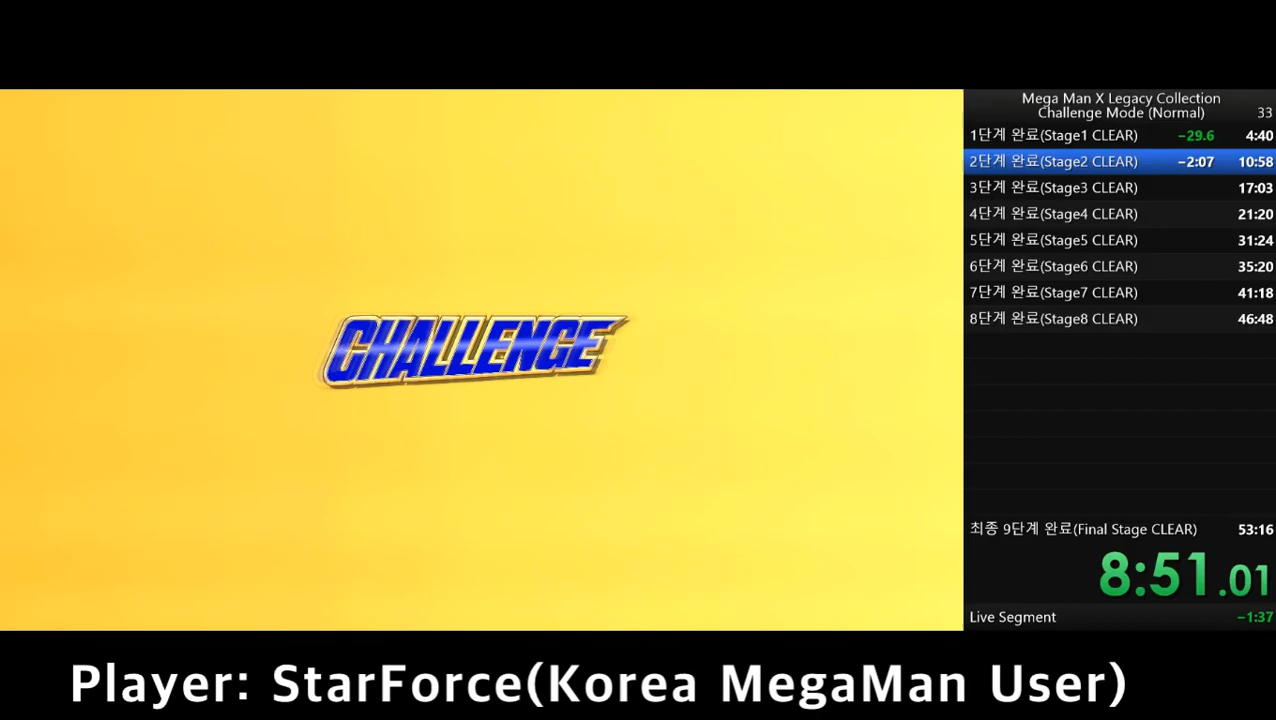 CHALLENGE
Mega Man X Legacy Collection
Challenge Mode (Normal) 33
1단계 완료(Stage1 CLEAR) −29.6 4:40
2단계 완료(Stage2 CLEAR) −2:07 10:58
3단계 완료(Stage3 CLEAR) 17:03
4단계 완료(Stage4 CLEAR) 21:20
5단계 완료(Stage5 CLEAR) 31:24
6단계 완료(Stage6 CLEAR) 35:20
7단계 완료(Stage7 CLEAR) 41:18
8단계 완료(Stage8 CLEAR) 46:48
최종 9단계 완료(Final Stage CLEAR) 53:16
8:51.01
Live Segment −1:37
Player: StarForce(Korea MegaMan User)